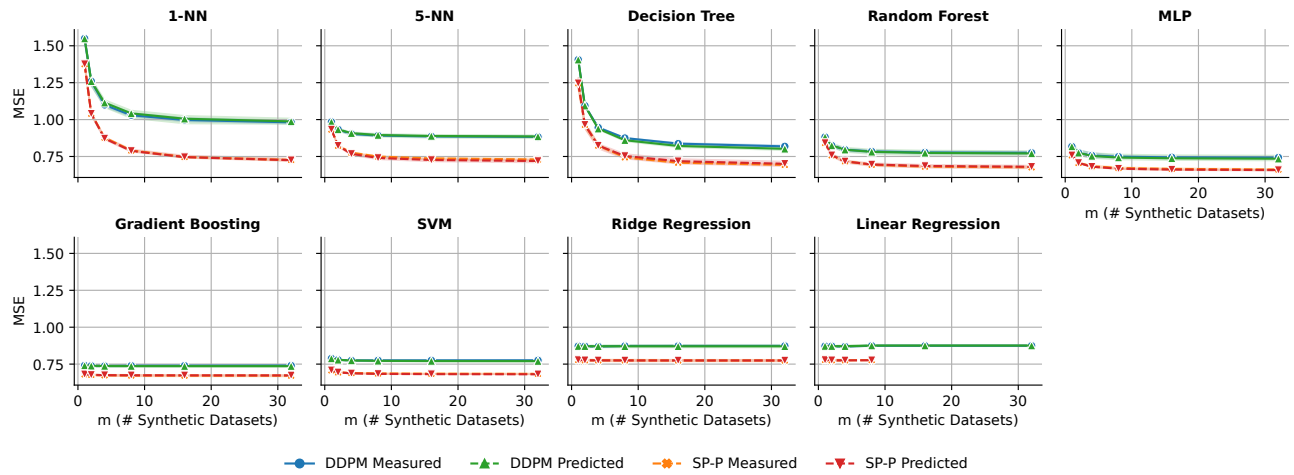 1-NN 5-NN Decision Tree Random Forest MLP
1.50
1.25
1.00
0.75
MSE
0 10 20 30
m (# Synthetic Datasets)
Gradient Boosting SVM Ridge Regression Linear Regression
1.50
1.25
1.00
0.75
MSE
0 10 20 30 0 10 20 30 0 10 20 30 0 10 20 30
m (# Synthetic Datasets) m (# Synthetic Datasets) m (# Synthetic Datasets) m (# Synthetic Datasets)
DDPM Measured DDPM Predicted SP-P Measured SP-P Predicted